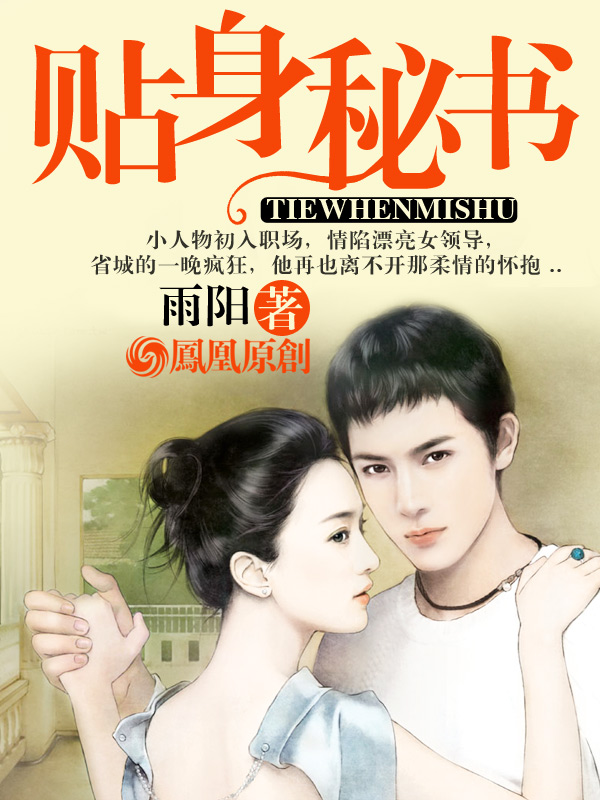 贴身秘书
TIEWHENMISHU
小人物初入职场，情陷漂亮女领导，
省城的一晚疯狂，他再也离不开那柔情的怀抱 ..
雨阳 著
鳳凰原創